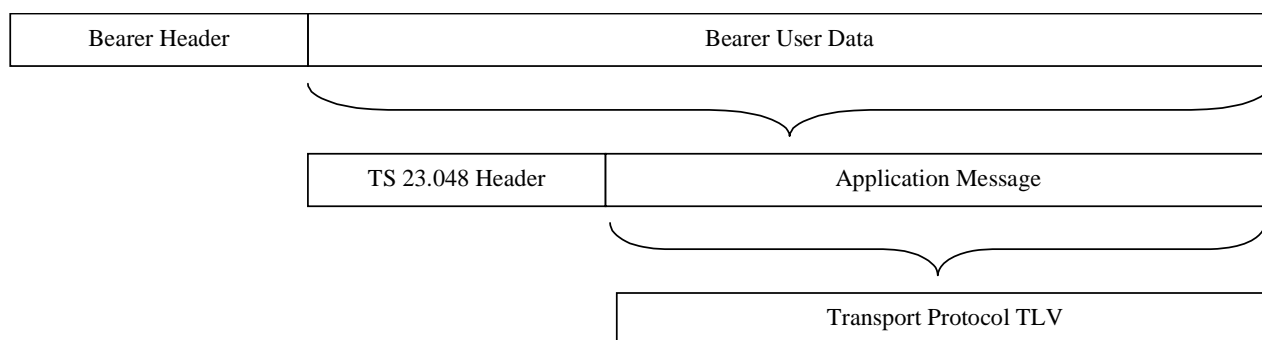 Bearer Header
Bearer User Data
TS 23.048 Header
Application Message
Transport Protocol TLV